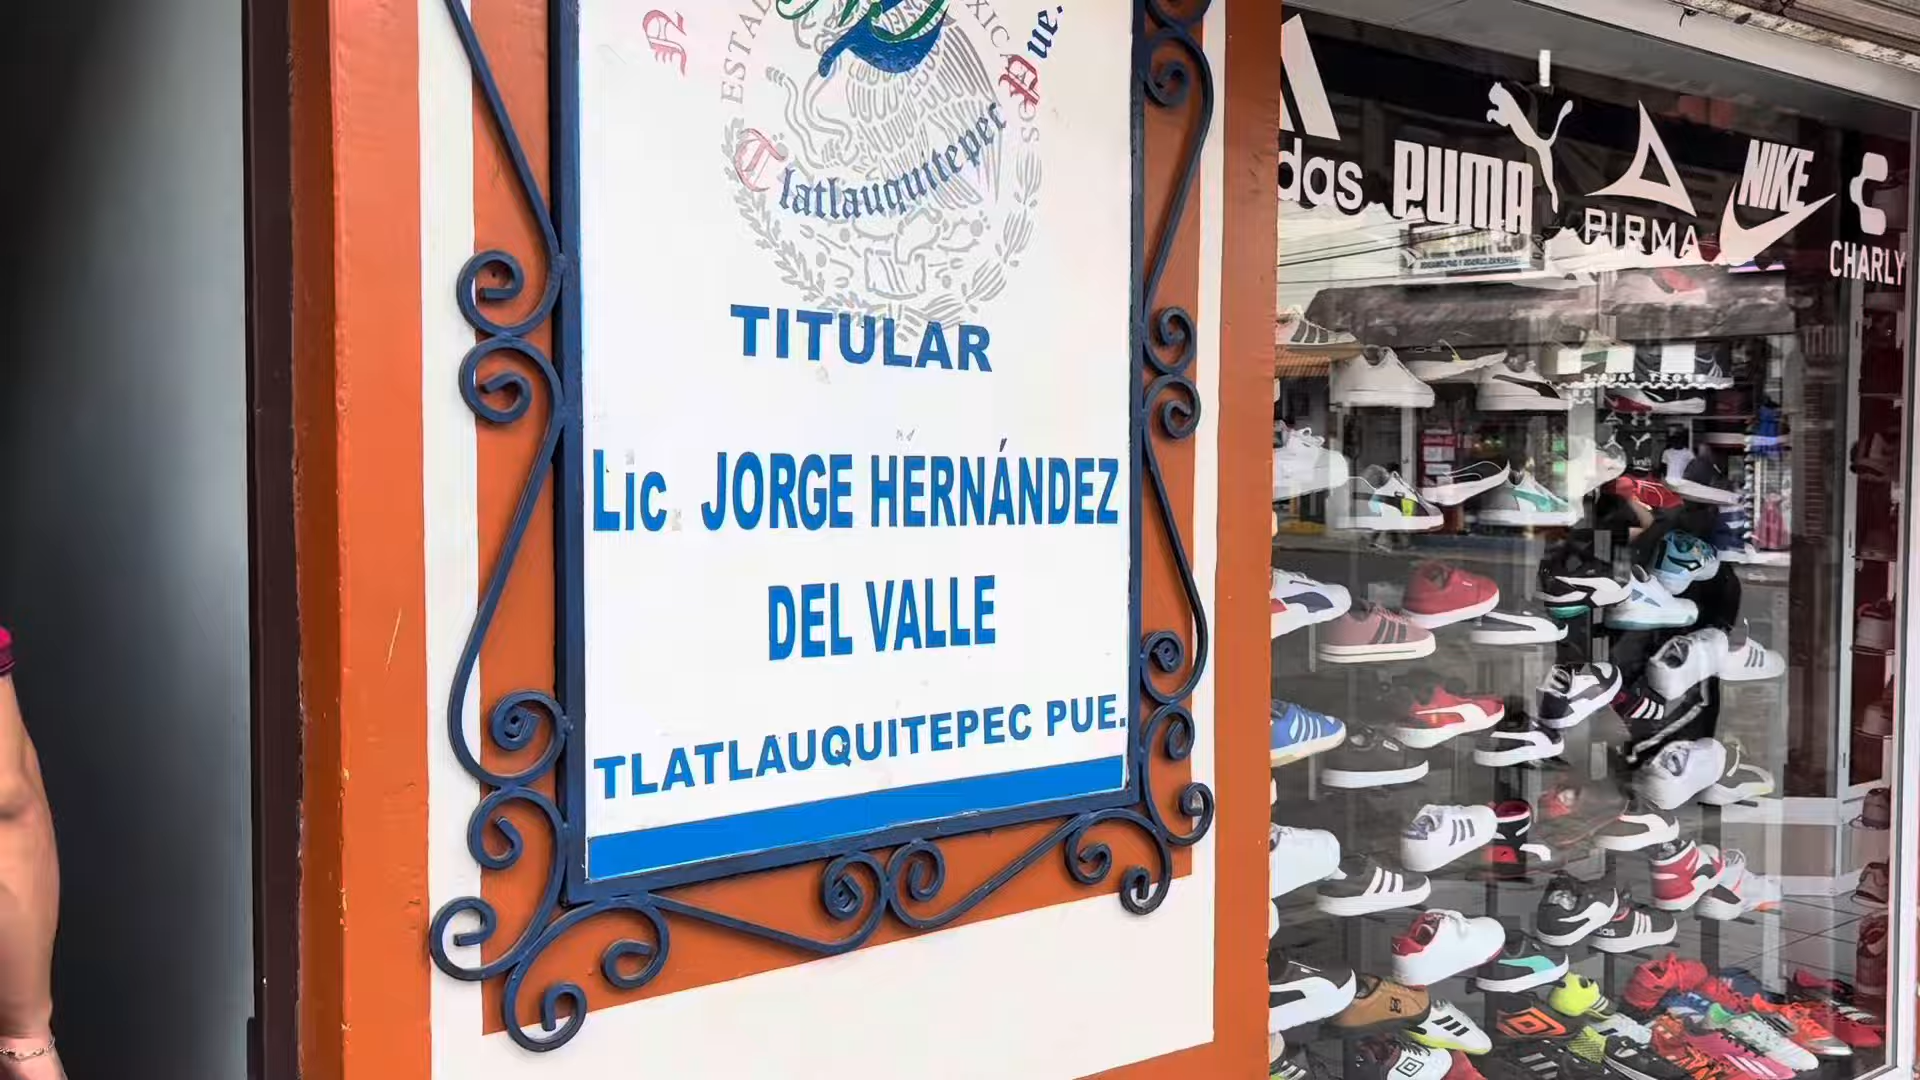 Tlatlauquitepec Pue.
TITULAR
Lic JORGE HERNÁNDEZ
DEL VALLE
TLATLAUQUITEPEC PUE.
das
PUMA
PIRMA
NIKE
CHARLY